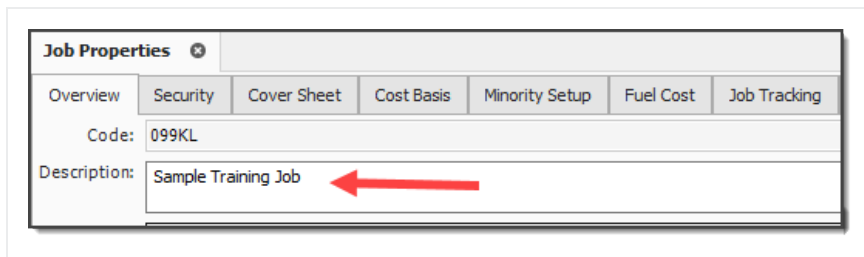 Job Properties
Overview Security Cover Sheet Cost Basis Minority Setup Fuel Cost Job Tracking
Code: 099KL
Description: Sample Training Job